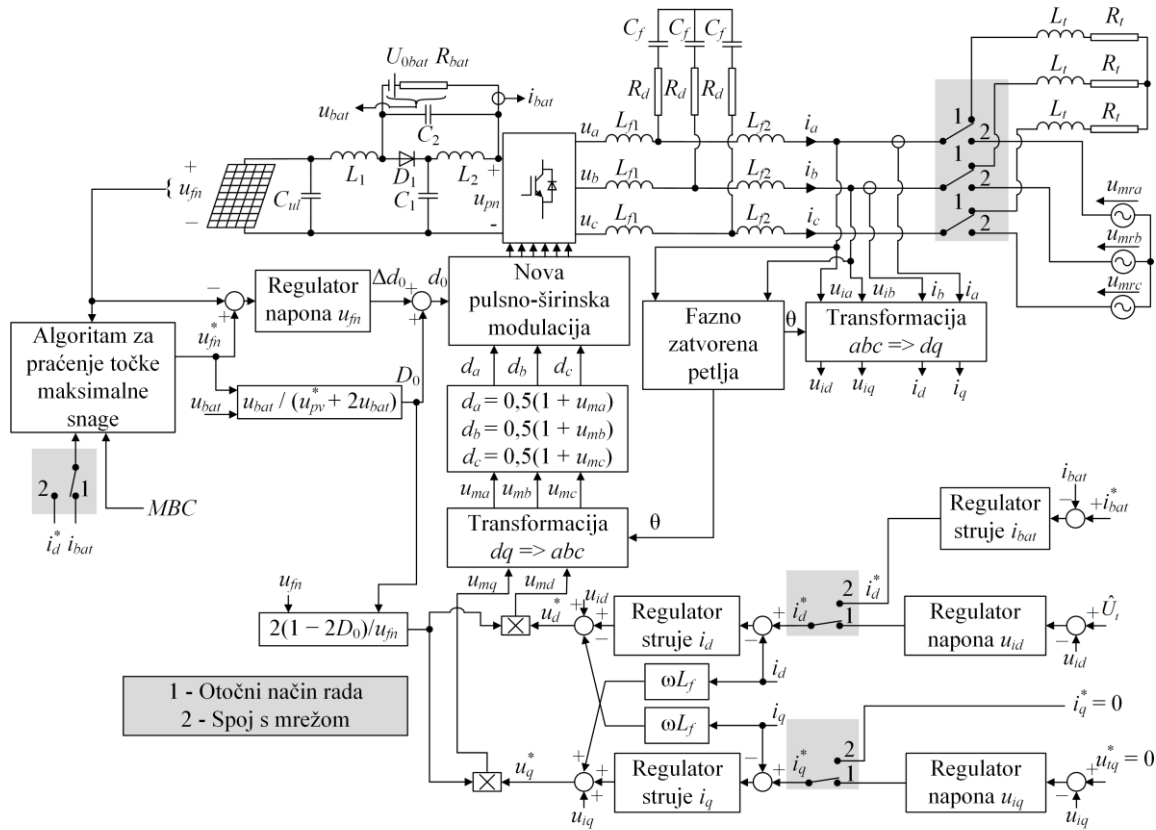 C_f C_f C_f
L_t R_t
U_0bat R_bat
i_bat
u_bat
C_2
R_d R_d R_d
L_t R_t
L_t R_t
1
2
1
2
1
2
u_a L_f1 L_f2 i_a
u_b L_f1 L_f2 i_b
u_c L_f1 L_f2 i_c
+
u_fn
−
C_ul
L_1 D_1 L_2
C_1
+
u_pn
-
u_mra
u_mrb
u_mrc
Nova
pulsno-širinska
modulacija
Regulator
napona u_fn
Δd_0 + d_0
+
−
+
u_fn^*
Algoritam za
praćenje točke
maksimalne
snage
D_0
u_bat
u_bat / (u_pv^* + 2u_bat)
u_ia u_ib i_b i_a
Fazno
zatvorena
petlja
θ
Transformacija
abc => dq
u_id u_iq i_d i_q
d_a d_b d_c
d_a = 0,5(1 + u_ma)
d_b = 0,5(1 + u_mb)
d_c = 0,5(1 + u_mc)
u_ma u_mb u_mc
2 1
i_d^* i_bat
MBC
Transformacija
dq => abc
θ
u_mq u_md
i_bat
−
+ i_bat^*
Regulator
struje i_bat
u_fn
2(1 − 2D_0)/u_fn
u_d^*
u_id
+
+
−
Regulator
struje i_d
+
−
i_d^*
i_d^*
2
1
Regulator
napona u_id
+ Û_t
−
u_id
ωL_f
i_d
ωL_f
i_q
1 - Otočni način rada
2 - Spoj s mrežom
i_q^* = 0
u_q^*
+
+
+
u_iq
Regulator
struje i_q
−
+
i_q^*
2
1
Regulator
napona u_iq
+
−
u_tq^* = 0
u_iq